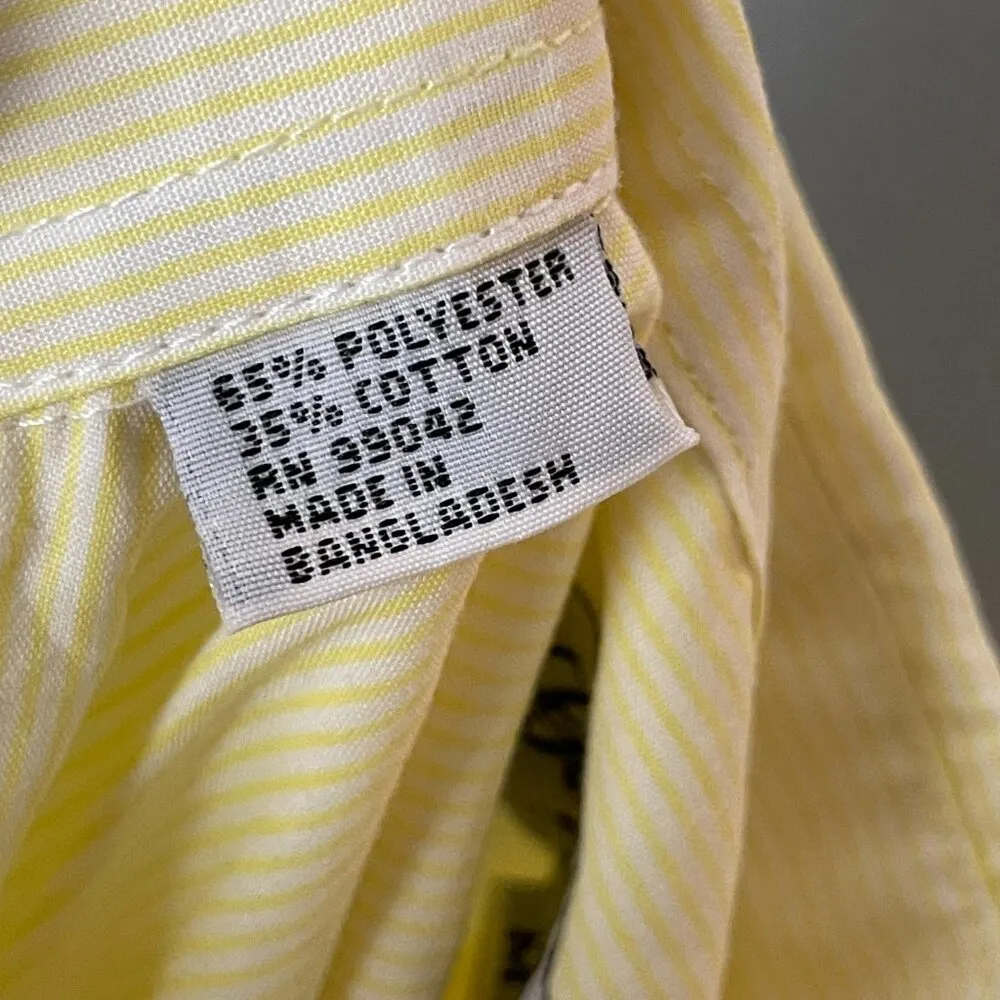 65% POLYESTER
35% COTTON
RN 99042
MADE IN
BANGLADESH